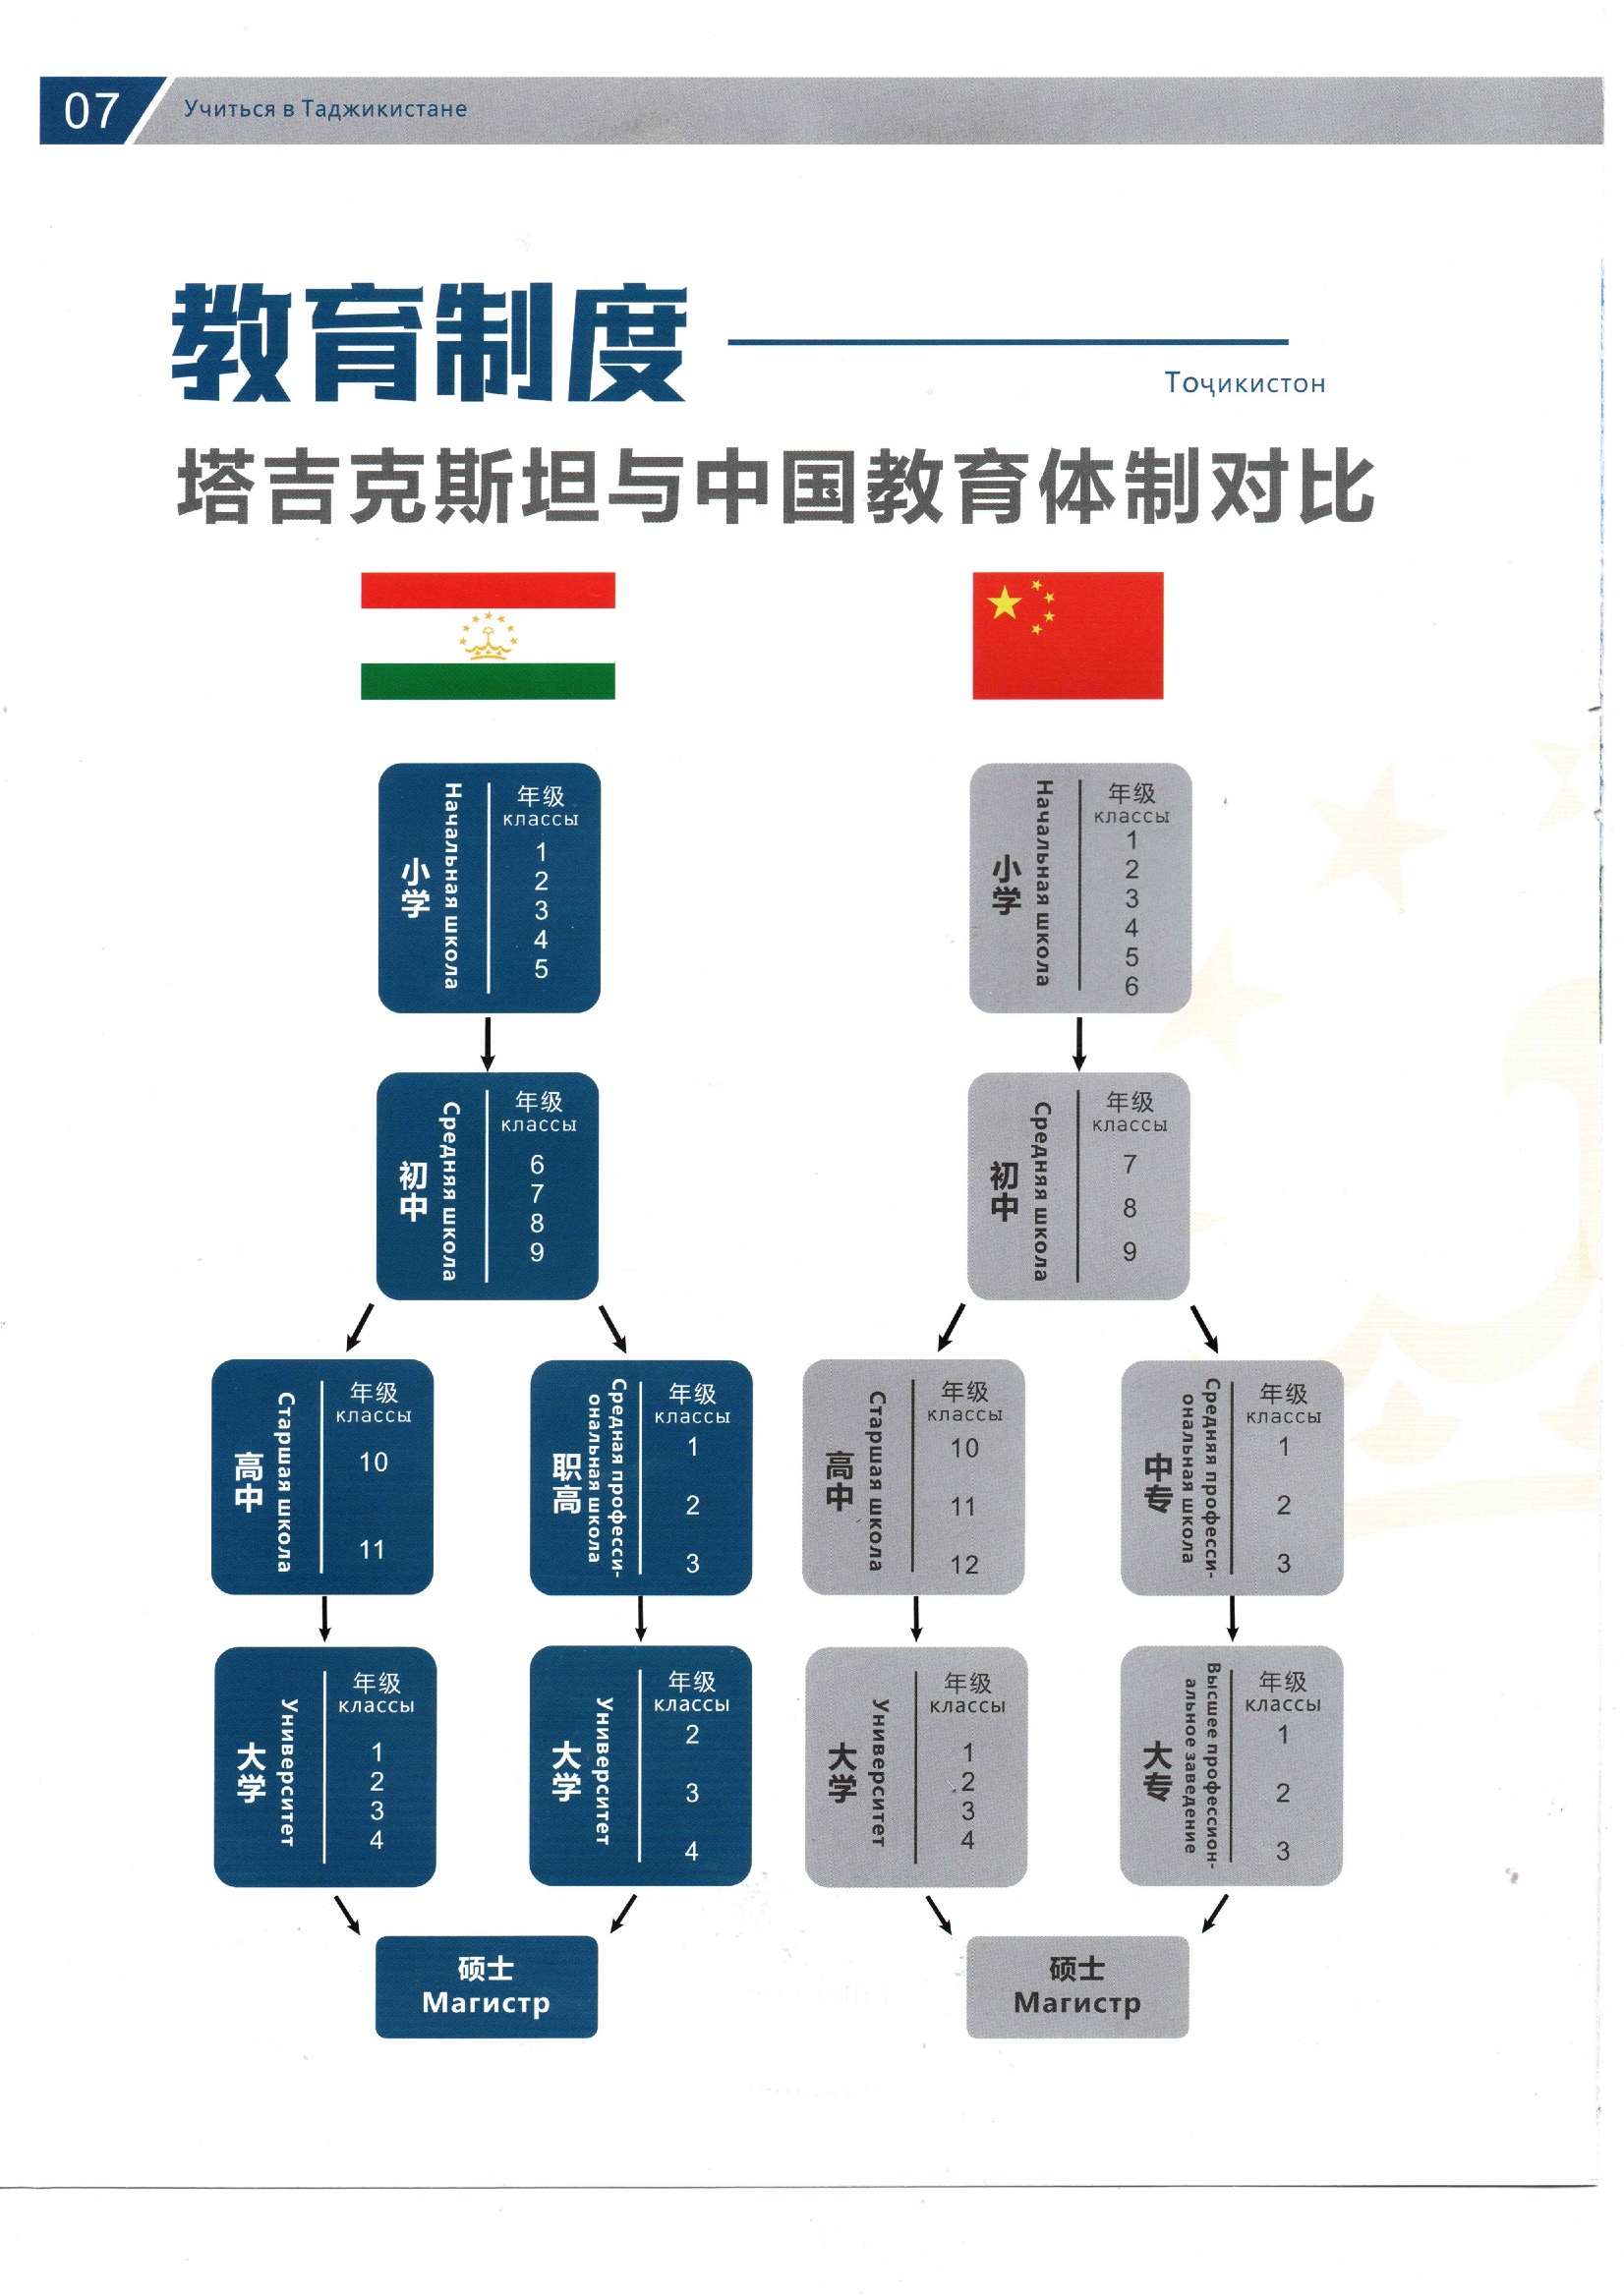 07
Учиться в Таджикистане
教育制度
Тоҷикистон
塔吉克斯坦与中国教育体制对比
小学
Начальная школа
年级
классы
1
2
3
4
5
小学
Начальная школа
年级
классы
1
2
3
4
5
6
初中
Средняя школа
年级
классы
6
7
8
9
初中
Средняя школа
年级
классы
7
8
9
高中
Старшая школа
年级
классы
10
11
职高
Средная професси-
ональная школа
年级
классы
1
2
3
高中
Старшая школа
年级
классы
10
11
12
中专
Средняя професси-
ональная школа
年级
классы
1
2
3
大学
Университет
年级
классы
1
2
3
4
大学
Университет
年级
классы
2
3
4
大学
Университет
年级
классы
1
2
3
4
大专
Высшее профессион-
альное заведение
年级
классы
1
2
3
硕士
Магистр
硕士
Магистр